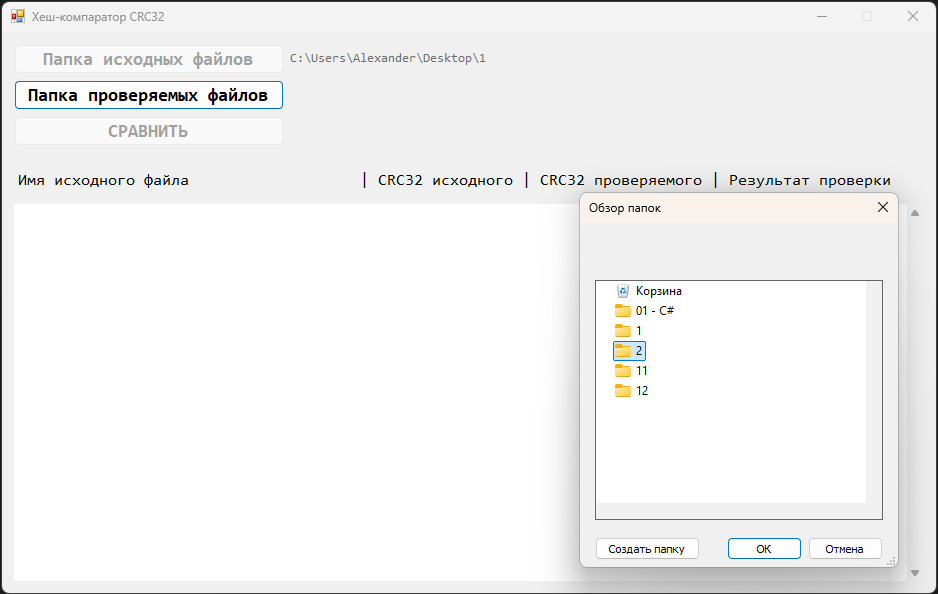 Хеш-компаратор CRC32
Папка исходных файлов
C:\Users\Alexander\Desktop\1
Папка проверяемых файлов
СРАВНИТЬ
Имя исходного файла | CRC32 исходного | CRC32 проверяемого | Результат проверки
Обзор папок
Корзина
01 - C#
1
2
11
12
Создать папку
ОК
Отмена